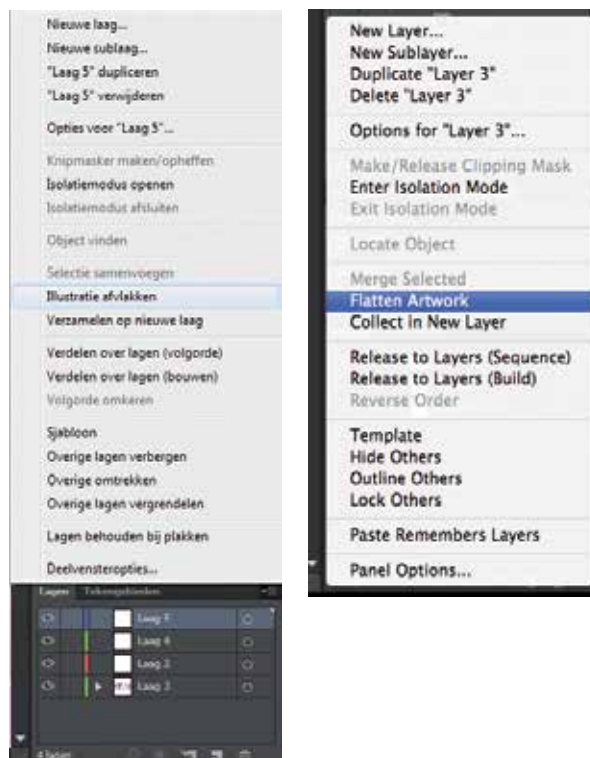 Nieuwe laag...
Nieuwe sublaag...
"Laag 5" dupliceren
"Laag 5" verwijderen
Opties voor "Laag 5"...
Knipmasker maken/opheffen
Isolatiemodus openen
Isolatiemodus afsluiten
Object vinden
Selectie samenvoegen
Illustratie afvlakken
Verzamelen op nieuwe laag
Verdelen over lagen (volgorde)
Verdelen over lagen (bouwen)
Volgorde omkeren
Sjabloon
Overige lagen verbergen
Overige omtrekken
Overige lagen vergrendelen
Lagen behouden bij plakken
Deelvensteropties...
Lagen Tekengebieden
Laag 5
Laag 4
Laag 2
Laag 3
4 lagen
New Layer...
New Sublayer...
Duplicate "Layer 3"
Delete "Layer 3"
Options for "Layer 3"...
Make/Release Clipping Mask
Enter Isolation Mode
Exit Isolation Mode
Locate Object
Merge Selected
Flatten Artwork
Collect in New Layer
Release to Layers (Sequence)
Release to Layers (Build)
Reverse Order
Template
Hide Others
Outline Others
Lock Others
Paste Remembers Layers
Panel Options...